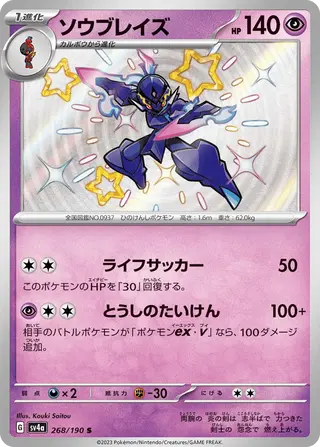 1進化
ソウブレイズ
HP 140
カルボウから進化
全国図鑑NO.0937 ひのけんしポケモン 高さ:1.6m 重さ:62.0kg
ライフサッカー 50
このポケモンのHPを「30」回復する。
とうしのたいけん 100+
相手のバトルポケモンが「ポケモンex・V」なら、100ダメージ
追加。
弱点 ×2 抵抗力 -30 にげる
Illus. Kouki Saitou
G sv4a 268/190 S
©2023 Pokémon/Nintendo/Creatures/GAME FREAK.